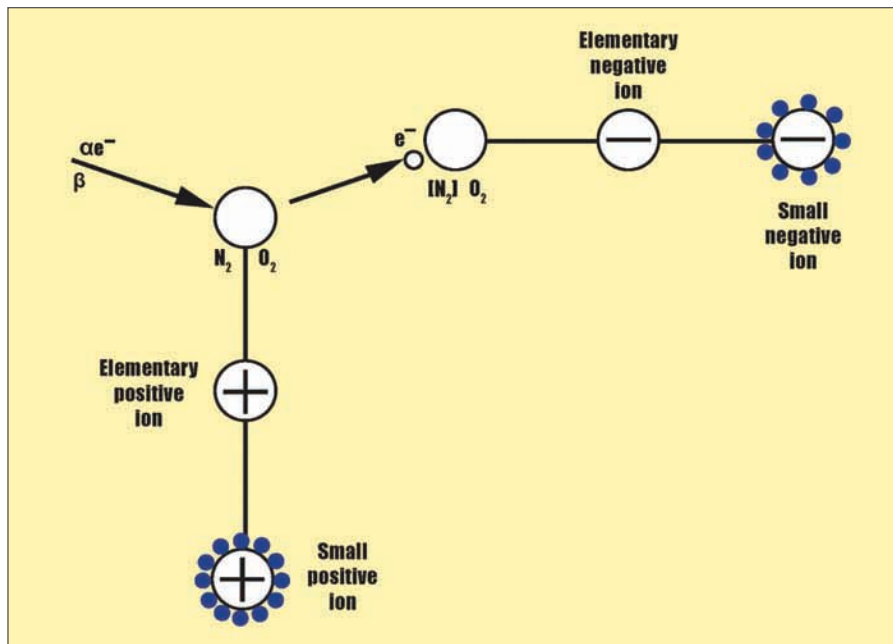 Elementary
negative
ion
αe⁻
β
e⁻
[N₂] O₂
N₂ O₂
Small
negative
ion
Elementary
positive
ion
Small
positive
ion